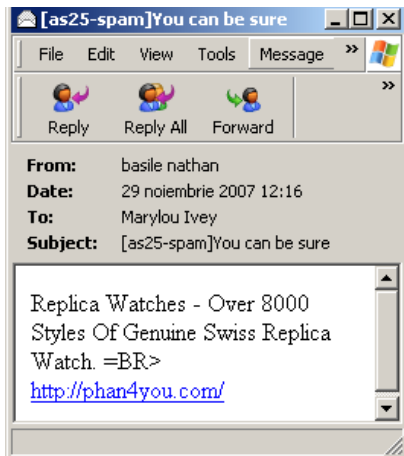 [as25-spam]You can be sure
File Edit View Tools Message »
Reply Reply All Forward »
From: basile nathan
Date: 29 noiembrie 2007 12:16
To: Marylou Ivey
Subject: [as25-spam]You can be sure
Replica Watches - Over 8000
Styles Of Genuine Swiss Replica
Watch. =BR>
http://phan4you.com/